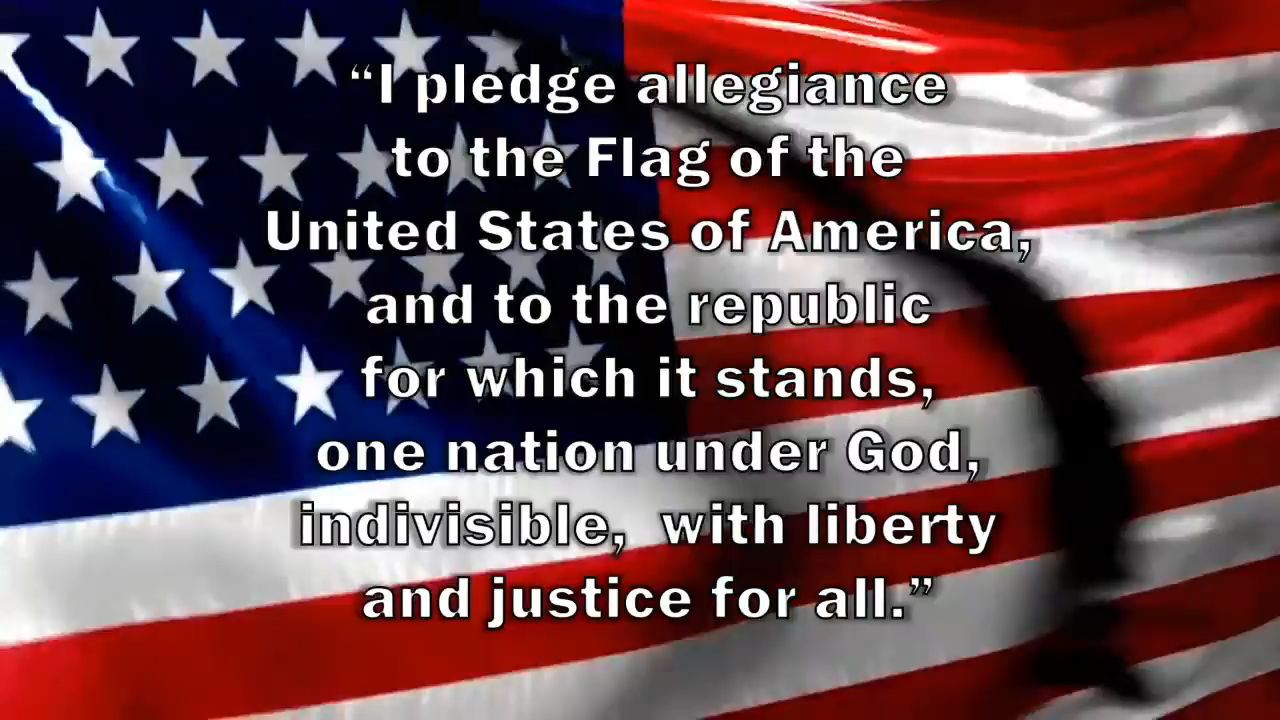 “I pledge allegiance
to the Flag of the
United States of America,
and to the republic
for which it stands,
one nation under God,
indivisible,  with liberty
and justice for all.”